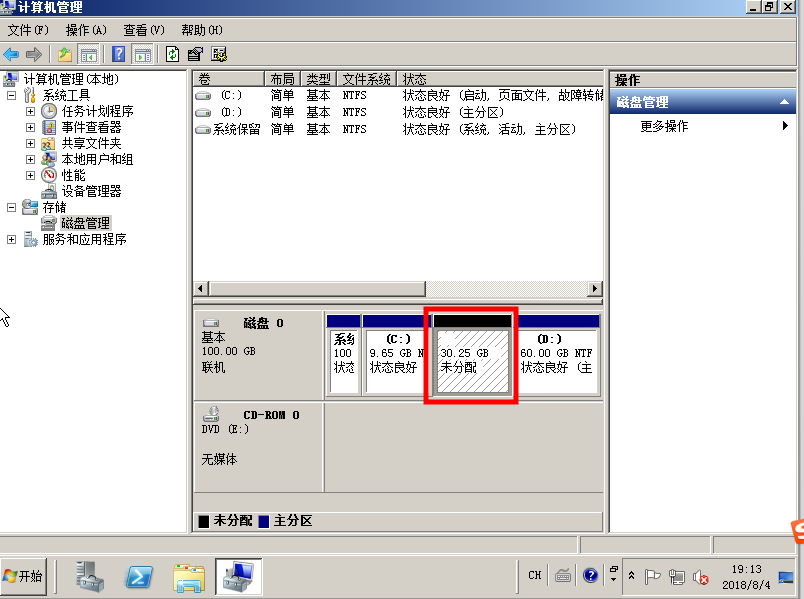 计算机管理
文件(F) 操作(A) 查看(V) 帮助(H)
计算机管理(本地)
系统工具
任务计划程序
事件查看器
共享文件夹
本地用户和组
性能
设备管理器
存储
磁盘管理
服务和应用程序
卷 布局 类型 文件系统 状态
(C:) 简单 基本 NTFS 状态良好 (启动, 页面文件, 故障转储
(D:) 简单 基本 NTFS 状态良好 (主分区)
系统保留 简单 基本 NTFS 状态良好 (系统, 活动, 主分区)
磁盘 0
基本
100.00 GB
联机
系统
100
状态
(C:)
9.65 GB N
状态良好
30.25 GB
未分配
(D:)
60.00 GB NTF
状态良好 (主
CD-ROM 0
DVD (E:)
无媒体
未分配 主分区
操作
磁盘管理
更多操作
开始
CH
19:13
2018/8/4